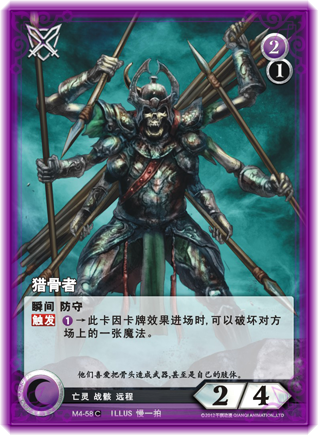 2
1
猎骨者
瞬间 防守
触发 1→此卡因卡牌效果进场时,可以破坏对方
场上的一张魔法。
他们喜爱把骨头造成武器,甚至是自己的肢体。
2/4
亡灵 战骸 远程
M4-58 C ILLUS 慢一拍